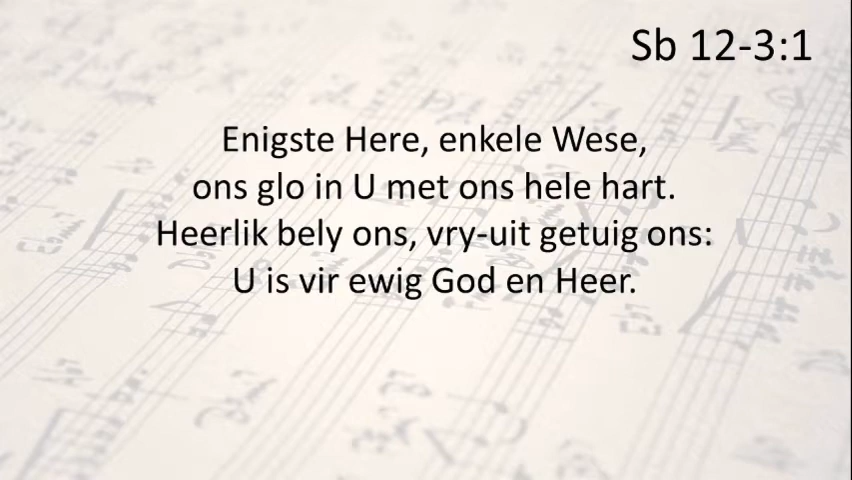 Sb 12-3:1
Enigste Here, enkele Wese,
ons glo in U met ons hele hart.
Heerlik bely ons, vry-uit getuig ons:
U is vir ewig God en Heer.